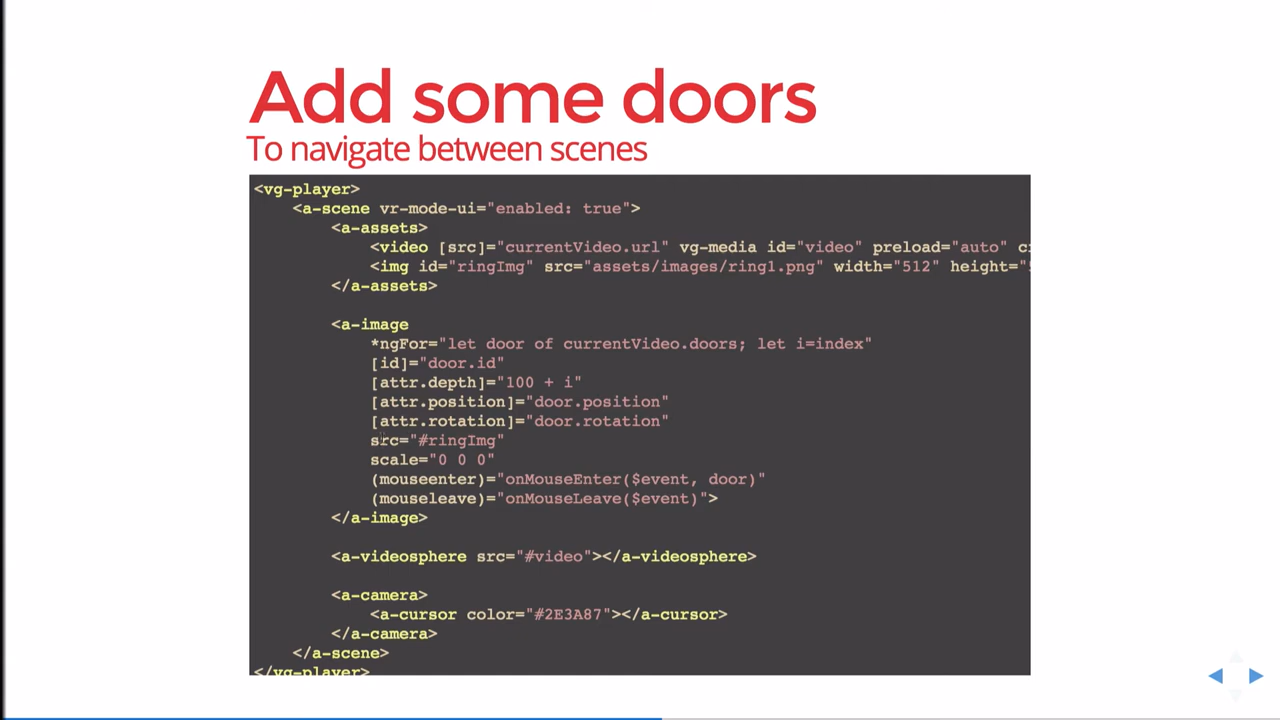 Add some doors
To navigate between scenes
<vg-player>
<a-scene vr-mode-ui="enabled: true">
<a-assets>
<video [src]="currentVideo.url" vg-media id="video" preload="auto"
<img id="ringImg" src="assets/images/ring1.png" width="512" height=
</a-assets>
<a-image
*ngFor="let door of currentVideo.doors; let i=index"
[id]="door.id"
[attr.depth]="100 + i"
[attr.position]="door.position"
[attr.rotation]="door.rotation"
src="#ringImg"
scale="0 0 0"
(mouseenter)="onMouseEnter($event, door)"
(mouseleave)="onMouseLeave($event)">
</a-image>
<a-videosphere src="#video"></a-videosphere>
<a-camera>
<a-cursor color="#2E3A87"></a-cursor>
</a-camera>
</a-scene>
</vg-player>